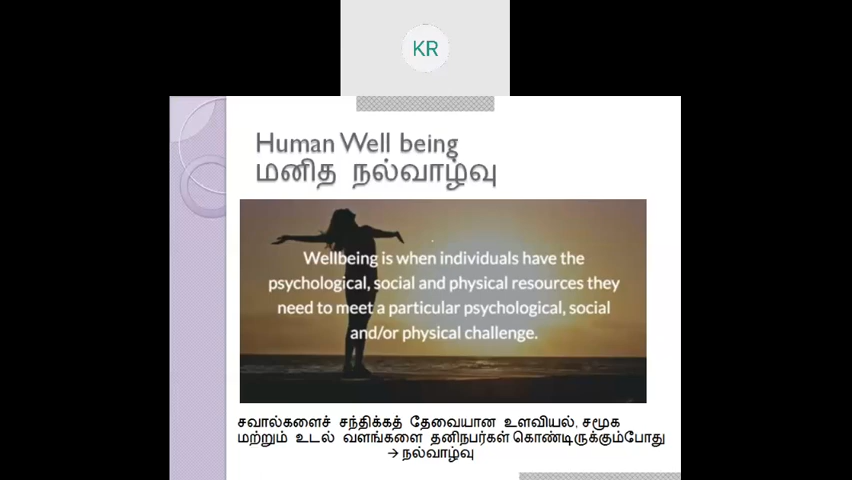 KR
Human Well being
மனித நல்வாழ்வு
Wellbeing is when individuals have the
psychological, social and physical resources they
need to meet a particular psychological, social
and/or physical challenge.
சவால்களைச் சந்திக்கத் தேவையான உளவியல், சமூக
மற்றும் உடல் வளங்களை தனிநபர்கள் கொண்டிருக்கும்போது
→ நல்வாழ்வு